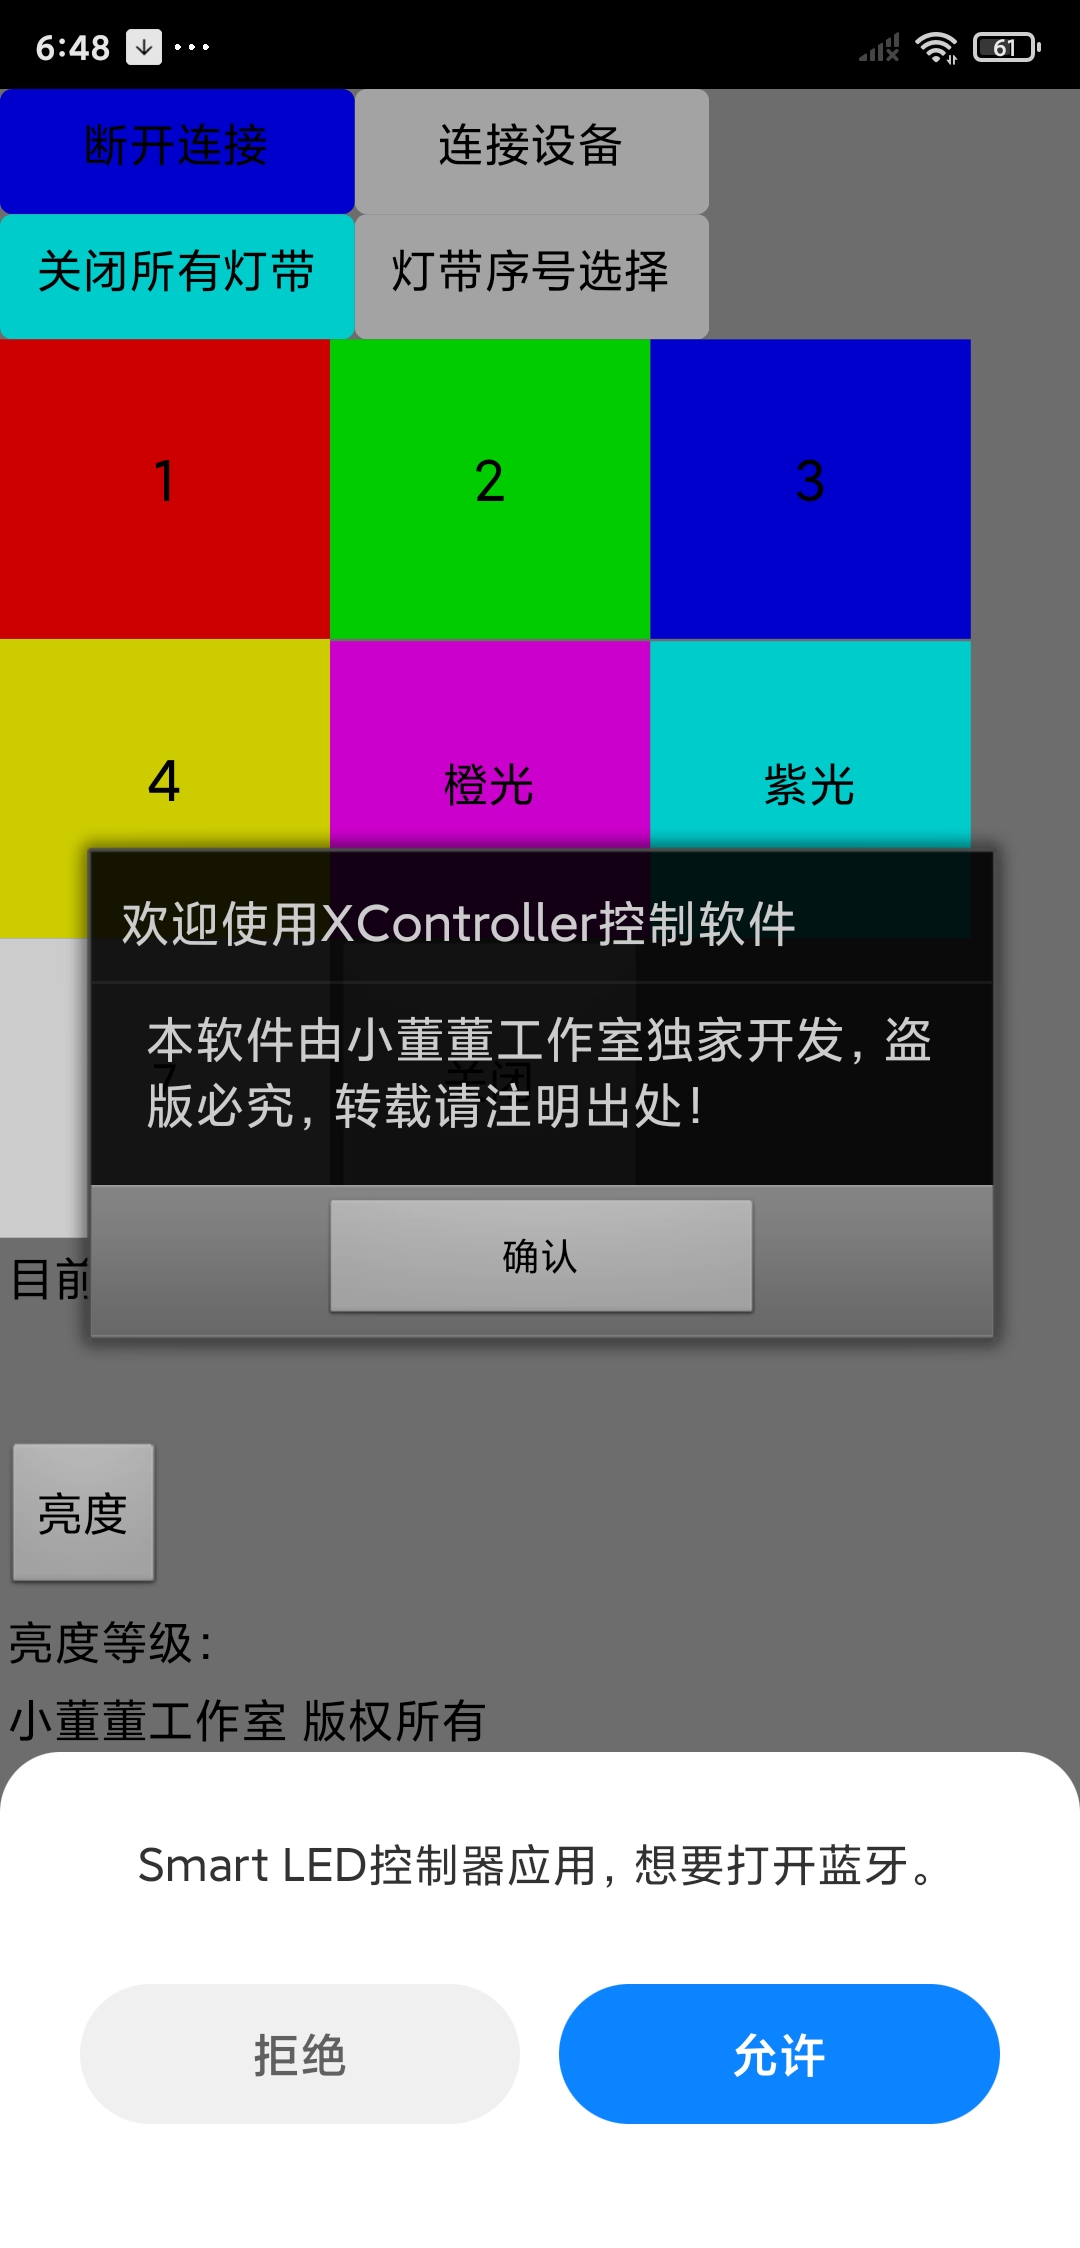 6:48
61
断开连接
连接设备
关闭所有灯带
灯带序号选择
1
2
3
4
橙光
紫光
欢迎使用XController控制软件
本软件由小董董工作室独家开发，盗
版必究，转载请注明出处！
7
关闭
确认
目前
亮度
亮度等级：
小董董工作室 版权所有
Smart LED控制器应用，想要打开蓝牙。
拒绝
允许